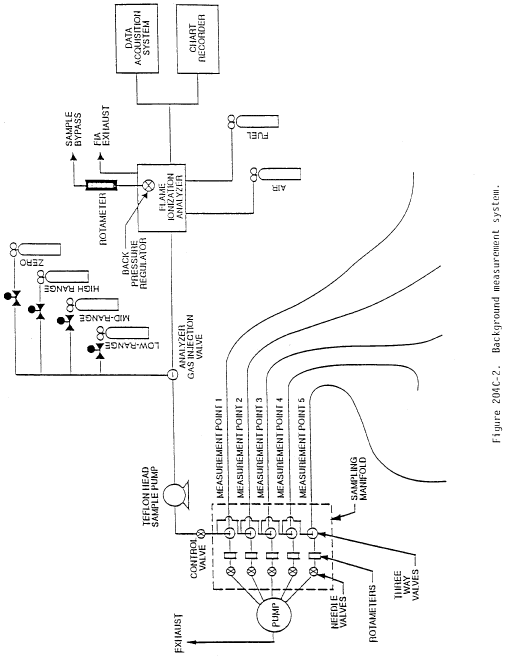 DATA
ACQUISITION
SYSTEM
CHART
RECORDER
SAMPLE
BYPASS
FIA
EXHAUST
ROTAMETER
FLAME
IONIZATION
ANALYZER
BACK
PRESSURE
REGULATOR
FUEL
AIR
ZERO
HIGH RANGE
MID-RANGE
LOW-RANGE
ANALYZER
GAS INJECTION
VALVE
TEFLON HEAD
SAMPLE PUMP
MEASUREMENT POINT 1
MEASUREMENT POINT 2
MEASUREMENT POINT 3
MEASUREMENT POINT 4
MEASUREMENT POINT 5
CONTROL
VALVE
SAMPLING
MANIFOLD
THREE
WAY
VALVES
ROTAMETERS
NEEDLE
VALVES
PUMP
EXHAUST
Figure 204C-2. Background measurement system.